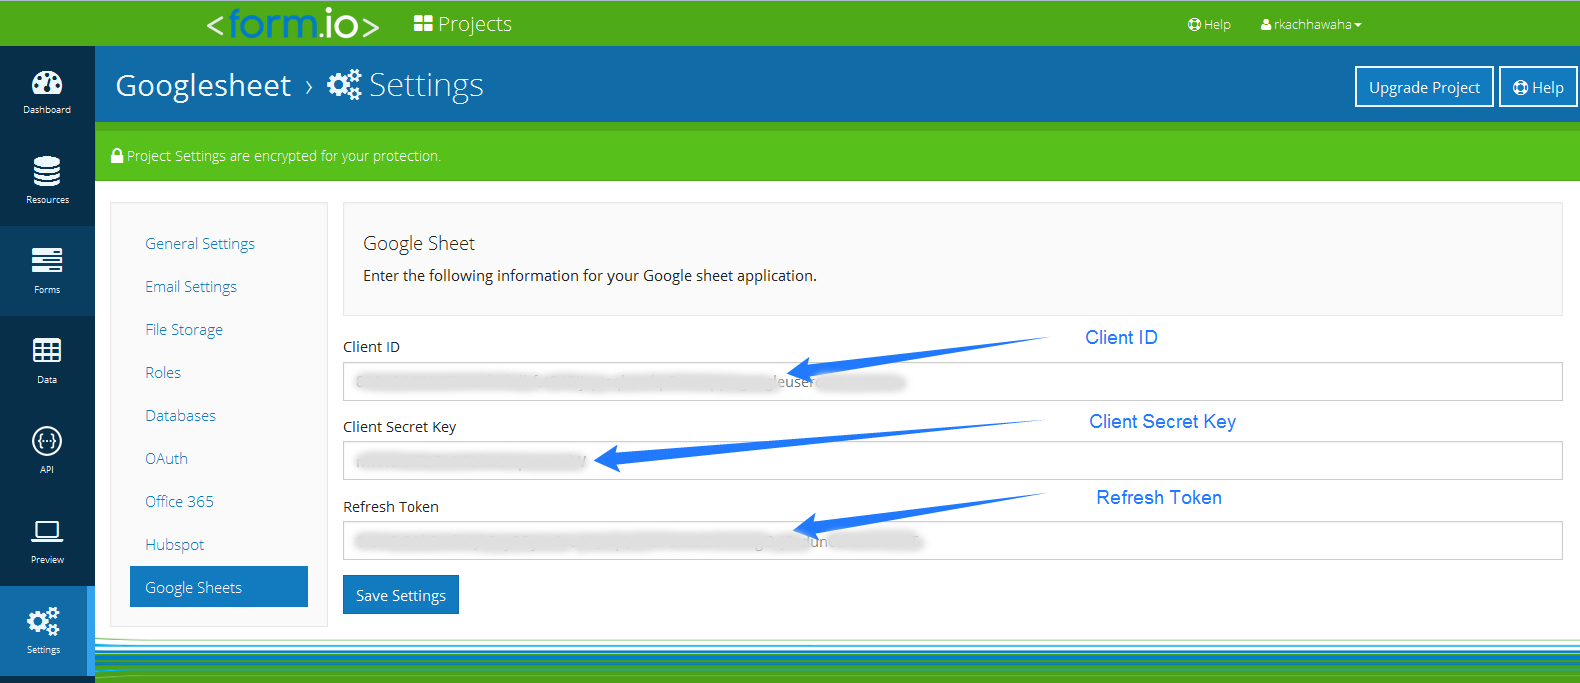 <form.io> Projects Help rkachhawaha
Googlesheet › Settings Upgrade Project Help
Project Settings are encrypted for your protection.
Dashboard
Resources
Forms
Data
API
Preview
Settings
General Settings
Email Settings
File Storage
Roles
Databases
OAuth
Office 365
Hubspot
Google Sheets
Google Sheet
Enter the following information for your Google sheet application.
Client ID
Client ID
Client Secret Key
Client Secret Key
Refresh Token
Refresh Token
Save Settings